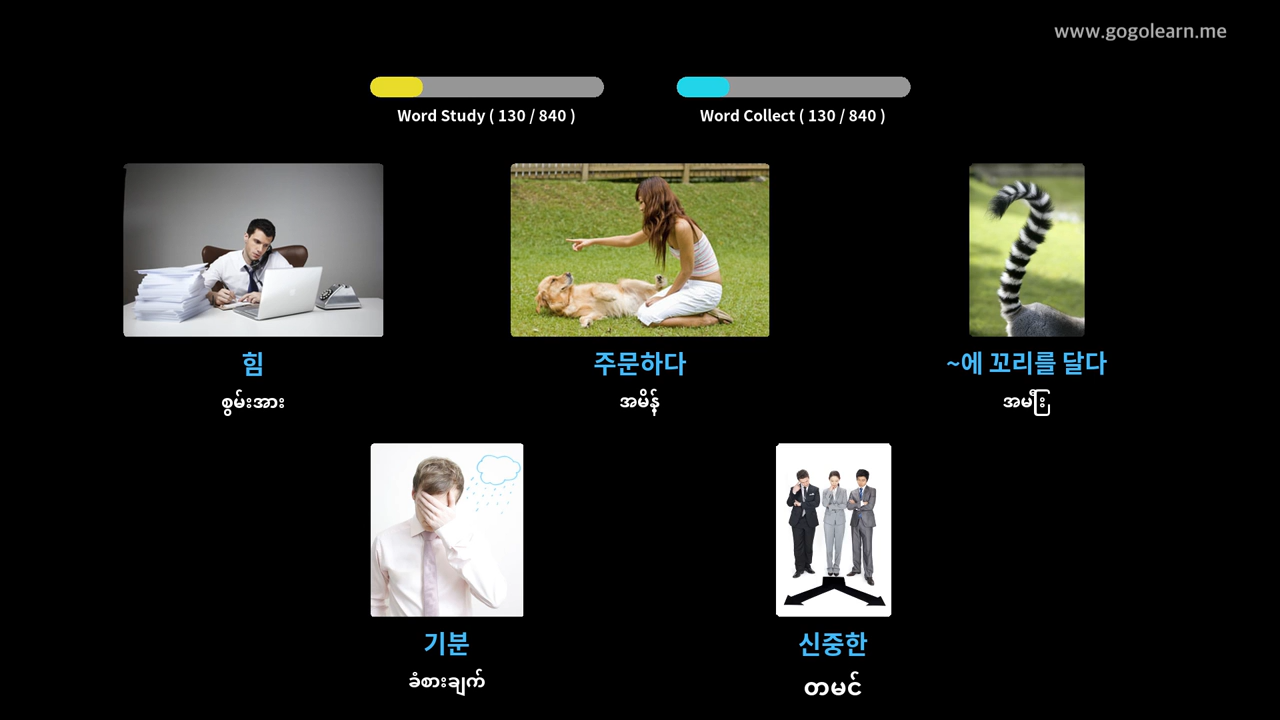 www.gogolearn.me
Word Study ( 130 / 840 )
Word Collect ( 130 / 840 )
힘
စွမ်းအား
주문하다
အမိန့်
~에 꼬리를 달다
အမြီး
기분
ခံစားချက်
신중한
တမင်